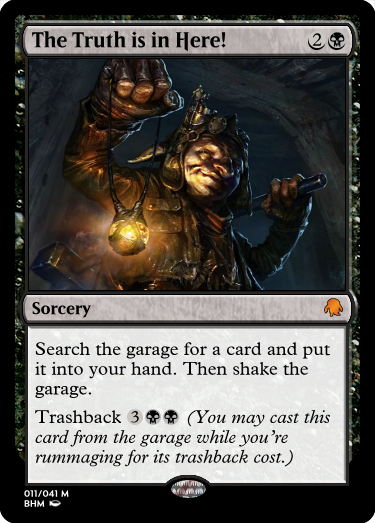 The Truth is in Here!
2
Sorcery
Search the garage for a card and put
it into your hand. Then shake the
garage.
Trashback 3 (You may cast this
card from the garage while you're
rummaging for its trashback cost.)
011/041 M
BHM